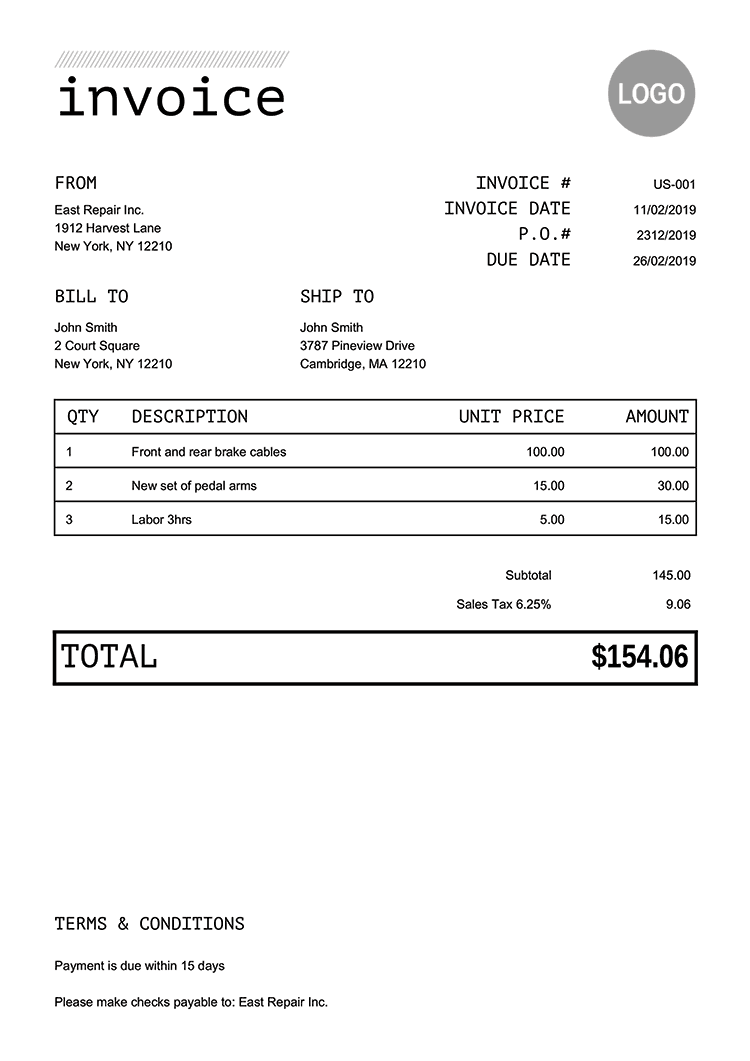 invoice
LOGO
FROM
East Repair Inc.
1912 Harvest Lane
New York, NY 12210
INVOICE # US-001
INVOICE DATE 11/02/2019
P.O.# 2312/2019
DUE DATE 26/02/2019
BILL TO
John Smith
2 Court Square
New York, NY 12210
SHIP TO
John Smith
3787 Pineview Drive
Cambridge, MA 12210
QTY DESCRIPTION UNIT PRICE AMOUNT
1 Front and rear brake cables 100.00 100.00
2 New set of pedal arms 15.00 30.00
3 Labor 3hrs 5.00 15.00
Subtotal 145.00
Sales Tax 6.25% 9.06
TOTAL $154.06
TERMS & CONDITIONS
Payment is due within 15 days
Please make checks payable to: East Repair Inc.